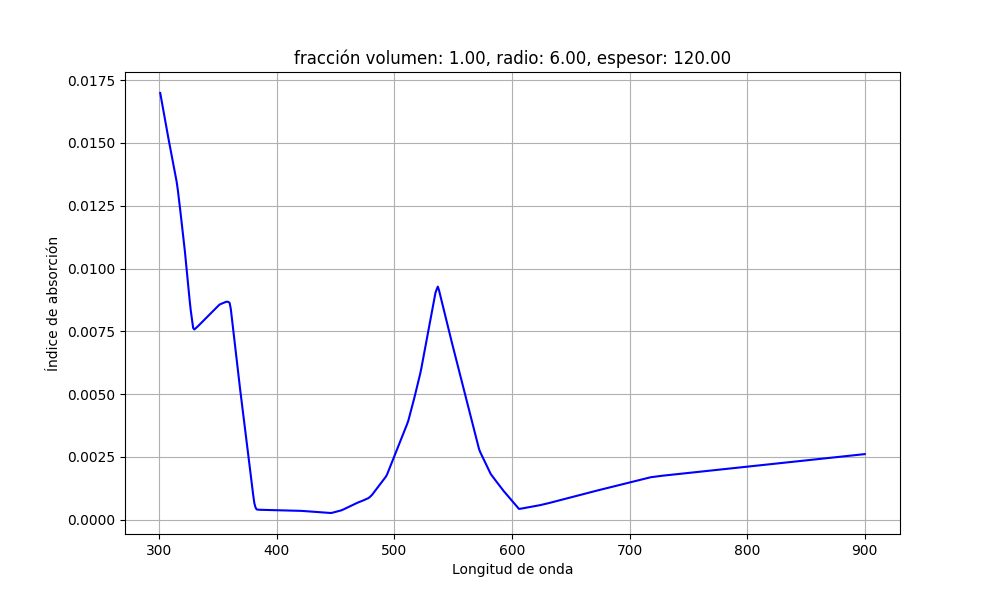 fracción volumen: 1.00, radio: 6.00, espesor: 120.00
0.0175
0.0150
0.0125
0.0100
0.0075
0.0050
0.0025
0.0000
Índice de absorción
300 400 500 600 700 800 900
Longitud de onda